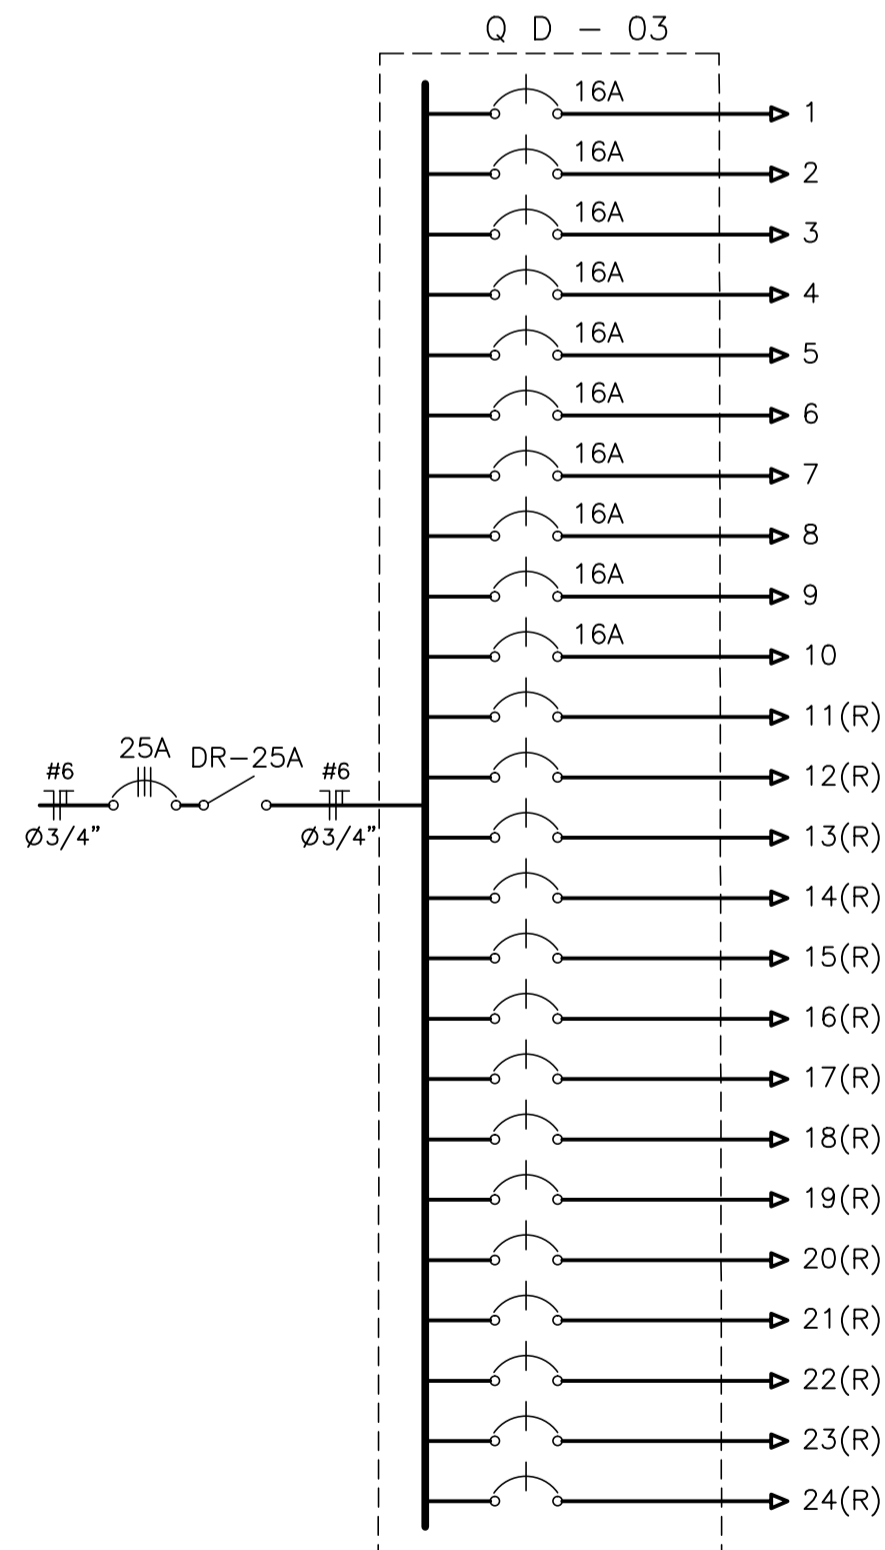 Q D - 03
16A
1
16A
2
16A
3
16A
4
16A
5
16A
6
16A
7
16A
8
16A
9
16A
10
11(R)
12(R)
13(R)
14(R)
15(R)
16(R)
17(R)
18(R)
19(R)
20(R)
21(R)
22(R)
23(R)
24(R)
#6
Ø3/4”
25A
DR-25A
#6
Ø3/4”